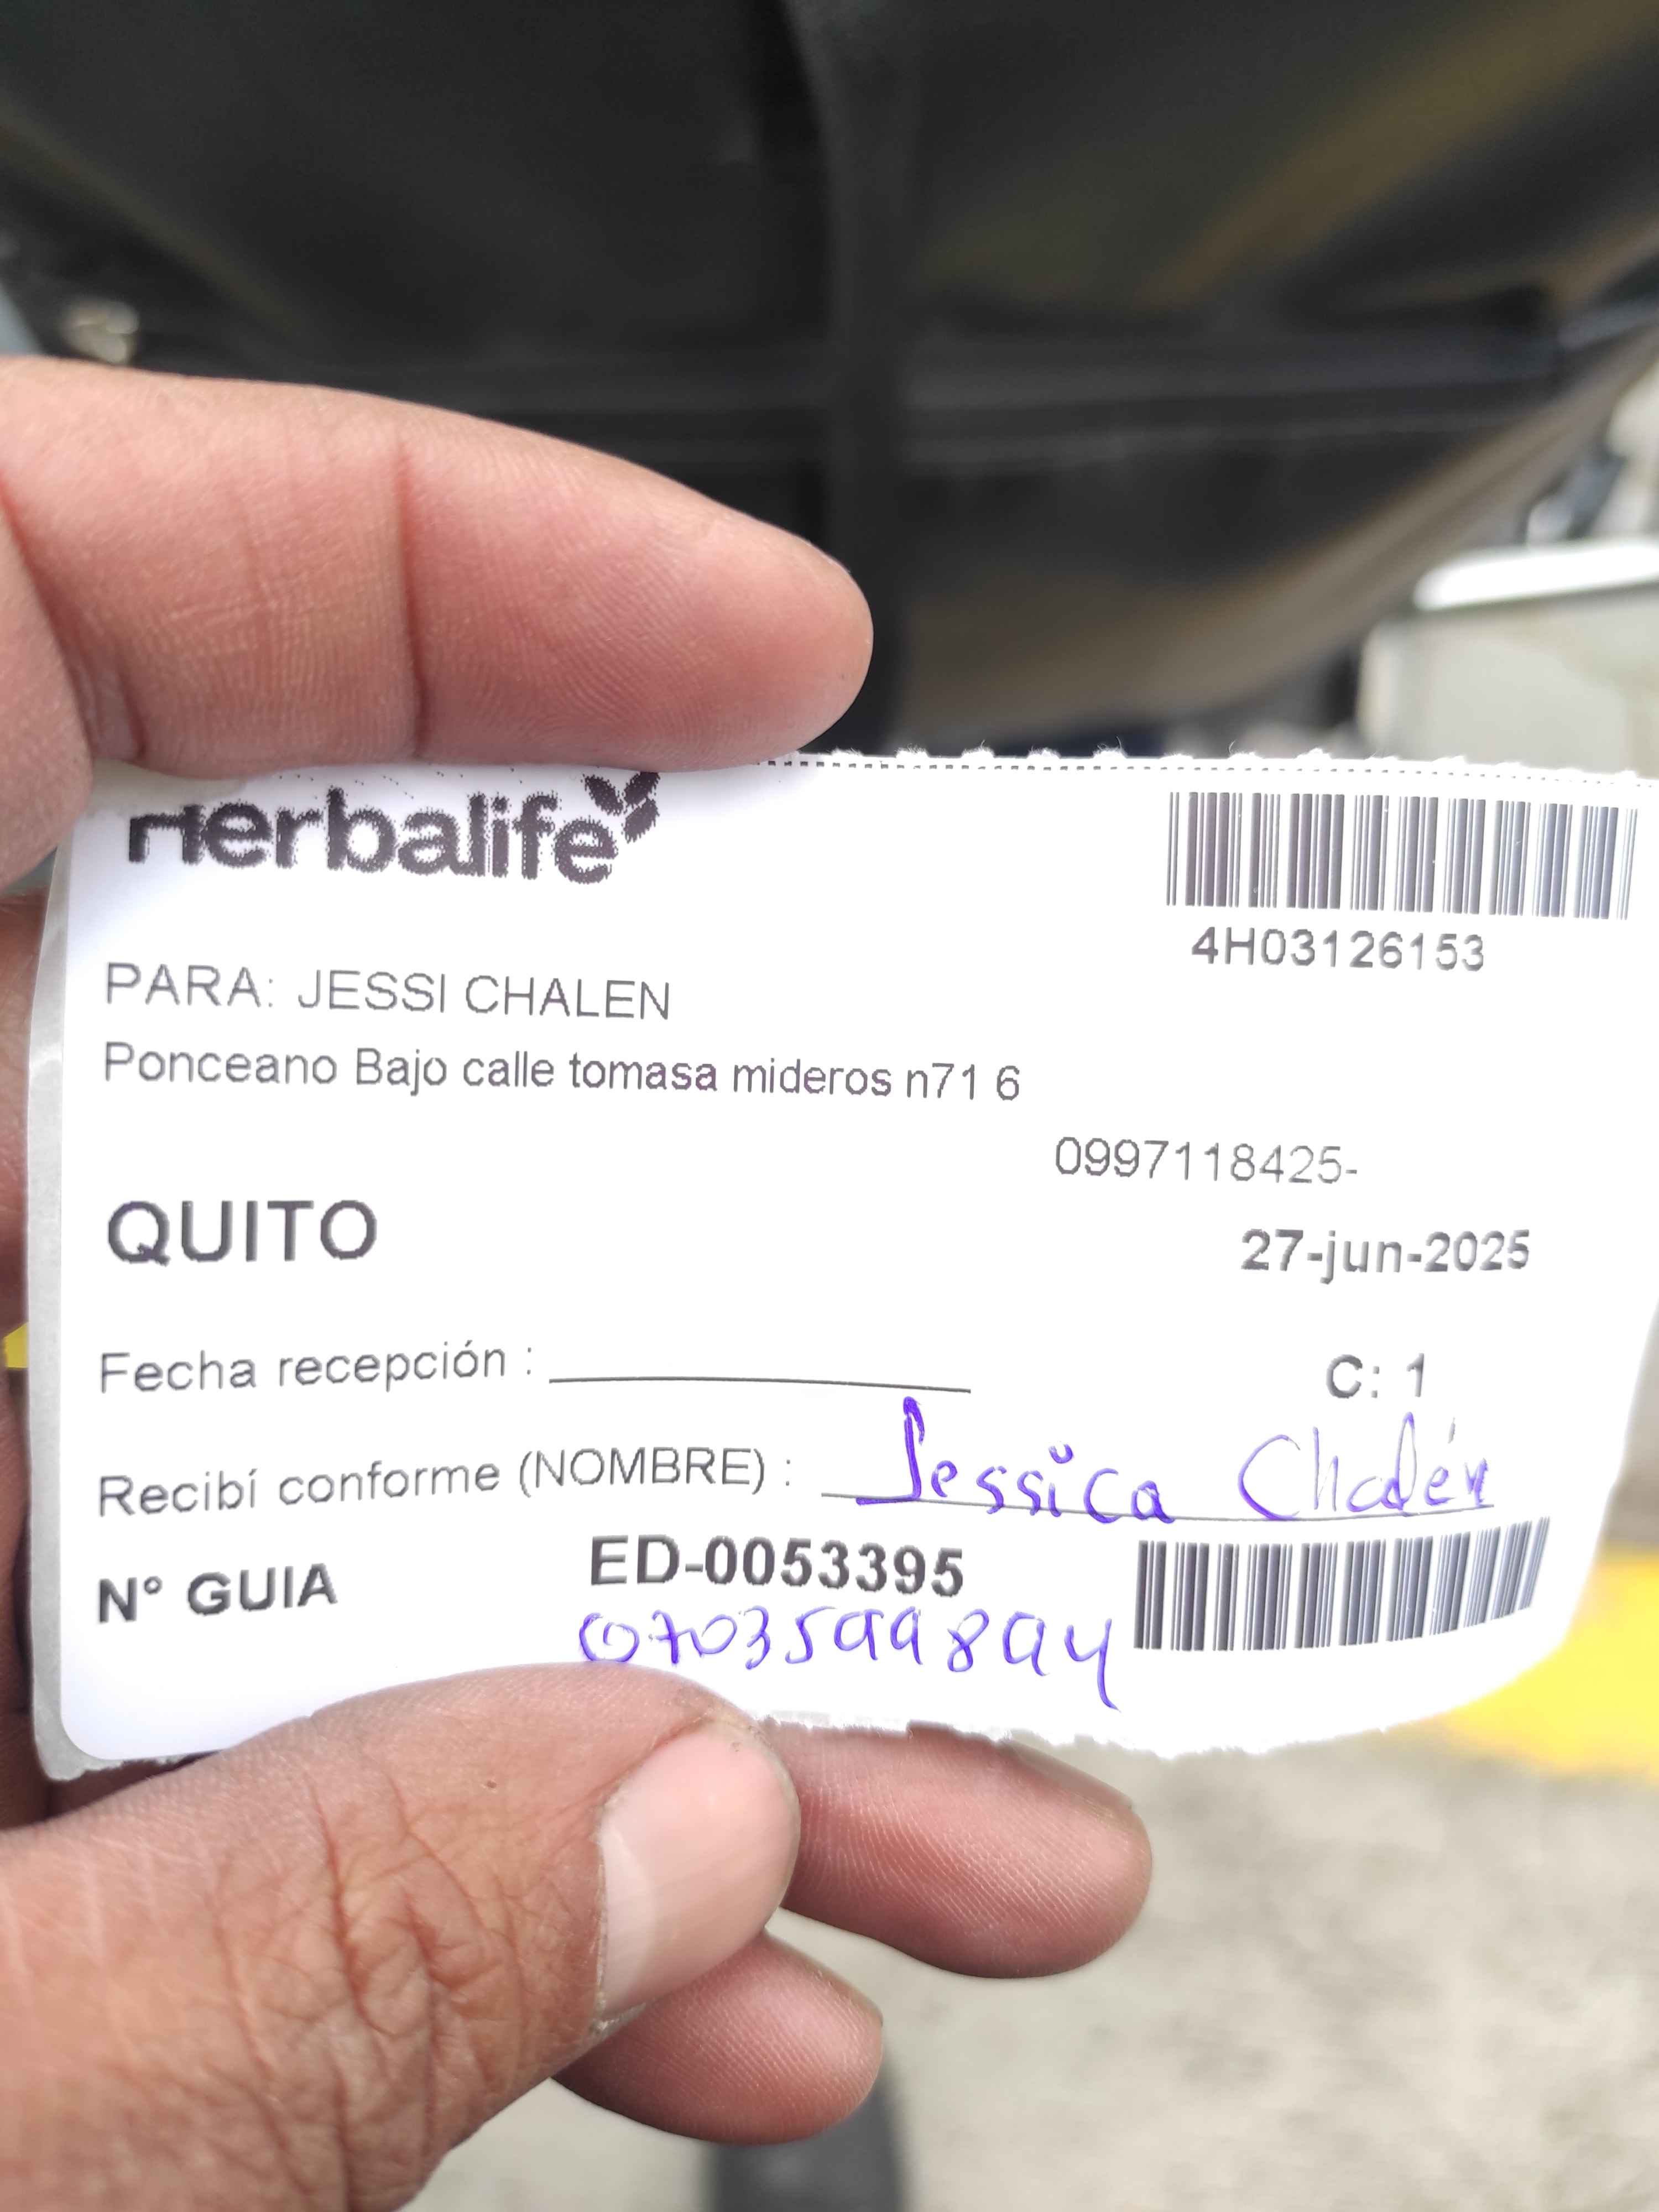 Herbalife
4H03126153
PARA: JESSI CHALEN
Ponceano Bajo calle tomasa mideros n71 6
0997118425-
QUITO
27-jun-2025
Fecha recepción :
C: 1
Recibí conforme (NOMBRE) : Jessica Chalén
N° GUIA ED-0053395
0703599894